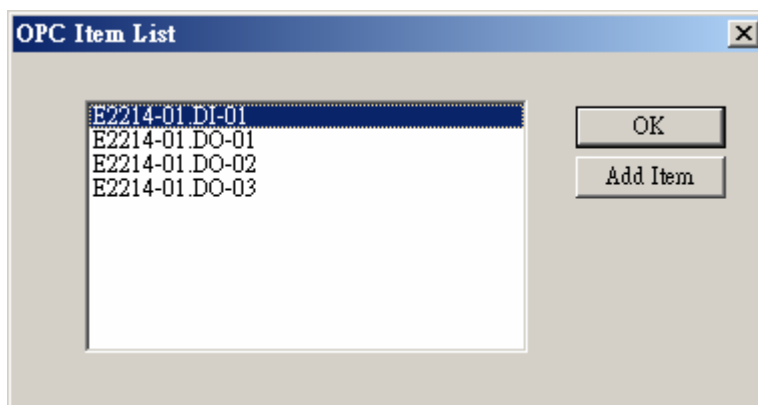 OPC Item List
E2214-01.DI-01
E2214-01.DO-01
E2214-01.DO-02
E2214-01.DO-03
OK
Add Item